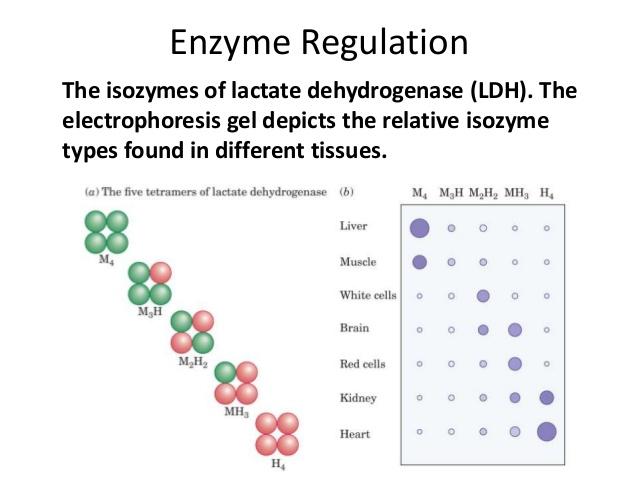 Enzyme Regulation
The isozymes of lactate dehydrogenase (LDH). The
electrophoresis gel depicts the relative isozyme
types found in different tissues.
(a) The five tetramers of lactate dehydrogenase
M₄
M₃H
M₂H₂
MH₃
H₄
(b)
M₄ M₃H M₂H₂ MH₃ H₄
Liver
Muscle
White cells
Brain
Red cells
Kidney
Heart